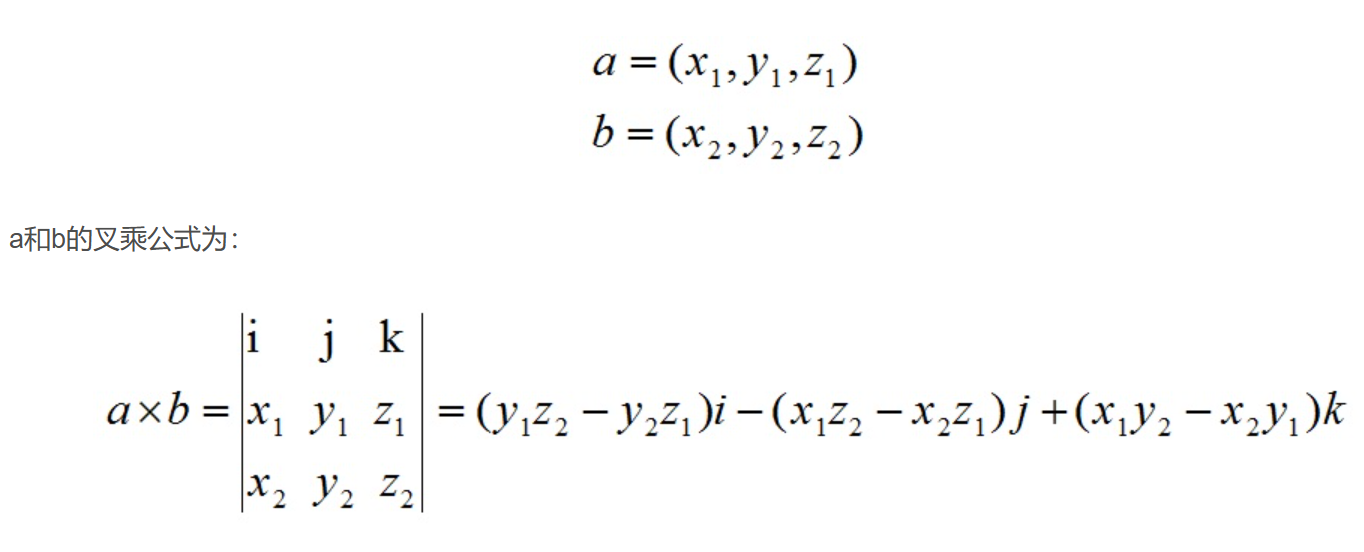 a = (x₁, y₁, z₁)
b = (x₂, y₂, z₂)
a和b的叉乘公式为：
i j k
a×b = | x₁ y₁ z₁ | = (y₁z₂ − y₂z₁)i − (x₁z₂ − x₂z₁)j + (x₁y₂ − x₂y₁)k
x₂ y₂ z₂